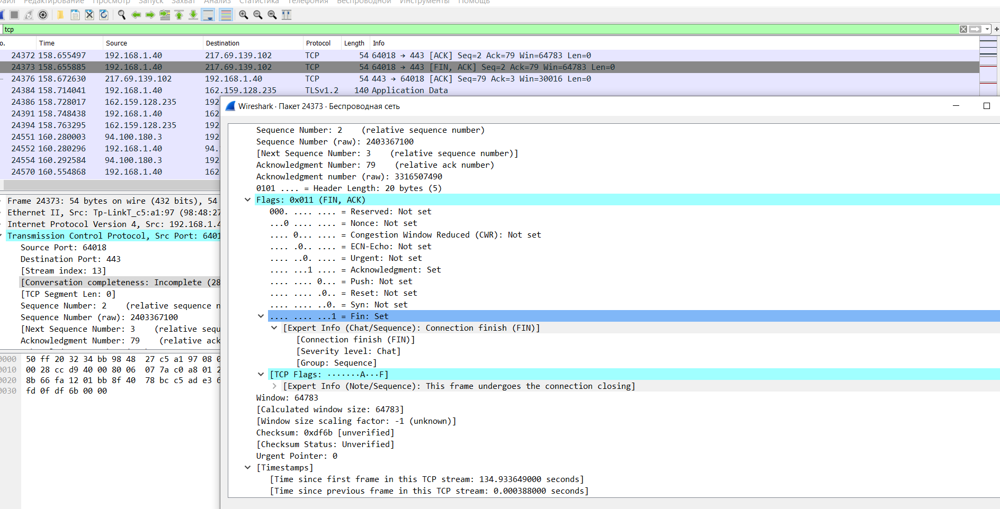 Файл Редактирование Просмотр Запуск Захват Анализ Статистика Телефония Беспроводной Инструменты Помощь
tcp
o. Time Source Destination Protocol Length Info
24372 158.655497 192.168.1.40 217.69.139.102 TCP 54 64018 → 443 [ACK] Seq=2 Ack=79 Win=64783 Len=0
24373 158.655885 192.168.1.40 217.69.139.102 TCP 54 64018 → 443 [FIN, ACK] Seq=2 Ack=79 Win=64783 Len=0
24376 158.672630 217.69.139.102 192.168.1.40 TCP 54 443 → 64018 [ACK] Seq=79 Ack=3 Win=30016 Len=0
24384 158.714041 192.168.1.40 162.159.128.235 TLSv1.2 140 Application Data
24386 158.728017 162.159.128.235 192
24391 158.748438 192.168.1.40 162
24394 158.763295 162.159.128.235 192
24551 160.280003 94.100.180.3 192
24552 160.280296 192.168.1.40 94.
24554 160.292584 94.100.180.3 192
24570 160.554868 192.168.1.40 162
Frame 24373: 54 bytes on wire (432 bits), 54
Ethernet II, Src: Tp-LinkT_c5:a1:97 (98:48:27
Internet Protocol Version 4, Src: 192.168.1.4
Transmission Control Protocol, Src Port: 6401
Source Port: 64018
Destination Port: 443
[Stream index: 13]
[Conversation completeness: Incomplete (28
[TCP Segment Len: 0]
Sequence Number: 2 (relative sequence n
Sequence Number (raw): 2403367100
[Next Sequence Number: 3 (relative sequ
Acknowledgment Number: 79 (relative ack
0000 50 ff 20 32 34 bb 98 48 27 c5 a1 97 08 0
0010 00 28 cc d9 40 00 80 06 07 7a c0 a8 01 2
0020 8b 66 fa 12 01 bb 8f 40 78 bc c5 ad e3 6
0030 fd 0f df 6b 00 00
Wireshark · Пакет 24373 · Беспроводная сеть
Sequence Number: 2 (relative sequence number)
Sequence Number (raw): 2403367100
[Next Sequence Number: 3 (relative sequence number)]
Acknowledgment Number: 79 (relative ack number)
Acknowledgment number (raw): 3316507490
0101 .... = Header Length: 20 bytes (5)
Flags: 0x011 (FIN, ACK)
000. .... .... = Reserved: Not set
...0 .... .... = Nonce: Not set
.... 0... .... = Congestion Window Reduced (CWR): Not set
.... .0.. .... = ECN-Echo: Not set
.... ..0. .... = Urgent: Not set
.... ...1 .... = Acknowledgment: Set
.... .... 0... = Push: Not set
.... .... .0.. = Reset: Not set
.... .... ..0. = Syn: Not set
.... .... ...1 = Fin: Set
[Expert Info (Chat/Sequence): Connection finish (FIN)]
[Connection finish (FIN)]
[Severity level: Chat]
[Group: Sequence]
[TCP Flags: ·······A···F]
[Expert Info (Note/Sequence): This frame undergoes the connection closing]
Window: 64783
[Calculated window size: 64783]
[Window size scaling factor: -1 (unknown)]
Checksum: 0xdf6b [unverified]
[Checksum Status: Unverified]
Urgent Pointer: 0
[Timestamps]
[Time since first frame in this TCP stream: 134.933649000 seconds]
[Time since previous frame in this TCP stream: 0.000388000 seconds]